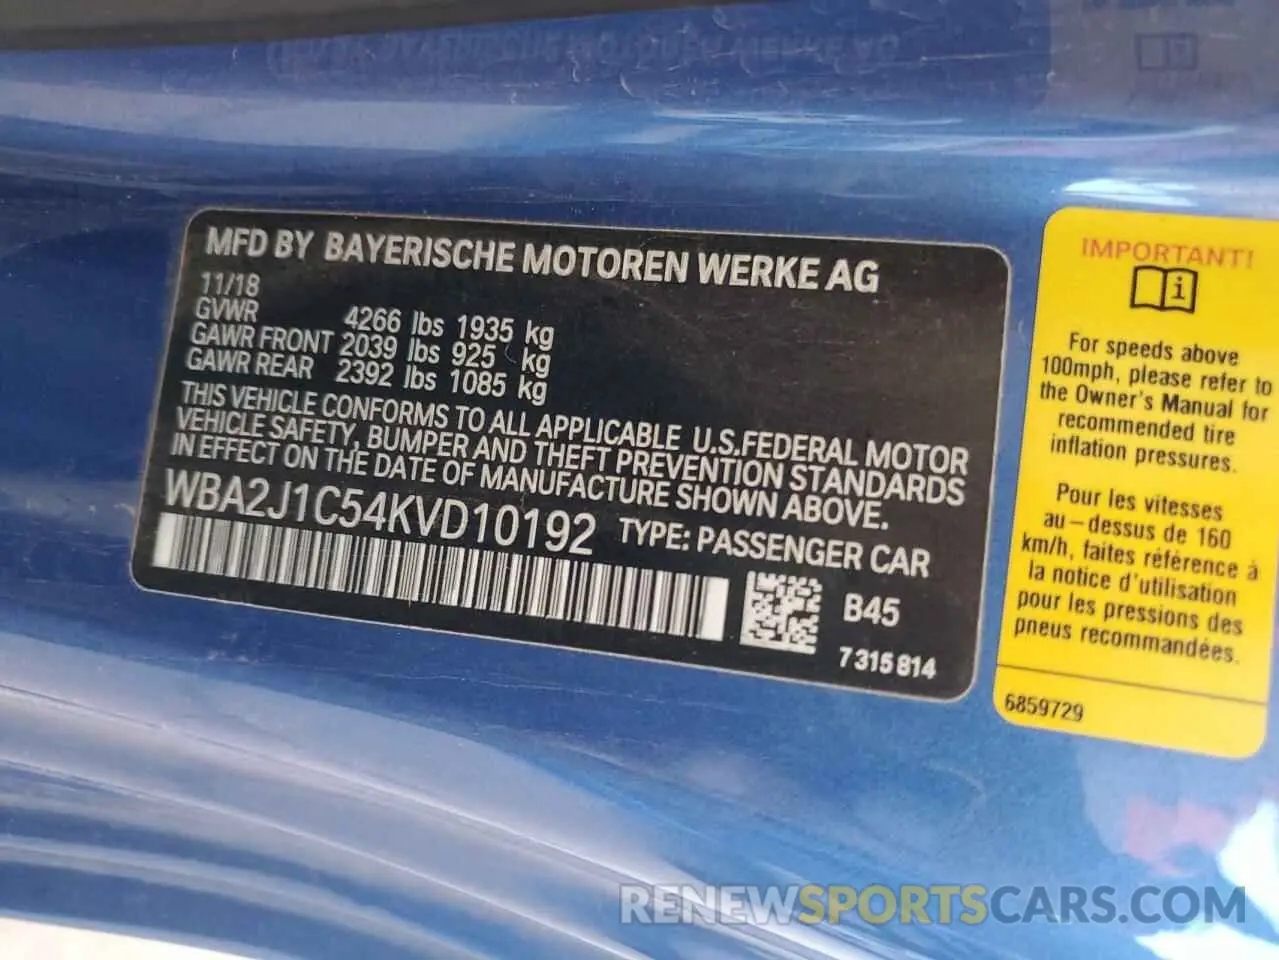 MFD BY BAYERISCHE MOTOREN WERKE AG
11/18
GVWR 4266 lbs 1935 kg
GAWR FRONT 2039 lbs 925 kg
GAWR REAR 2392 lbs 1085 kg
THIS VEHICLE CONFORMS TO ALL APPLICABLE U.S.FEDERAL MOTOR
VEHICLE SAFETY, BUMPER AND THEFT PREVENTION STANDARDS
IN EFFECT ON THE DATE OF MANUFACTURE SHOWN ABOVE.
WBA2J1C54KVD10192 TYPE: PASSENGER CAR
B45
7315814
IMPORTANT!
i
For speeds above
100mph, please refer to
the Owner's Manual for
recommended tire
inflation pressures.
Pour les vitesses
au-dessus de 160
km/h, faites référence à
la notice d'utilisation
pour les pressions des
pneus recommandées.
6859729
RENEWSPORTSCARS.COM